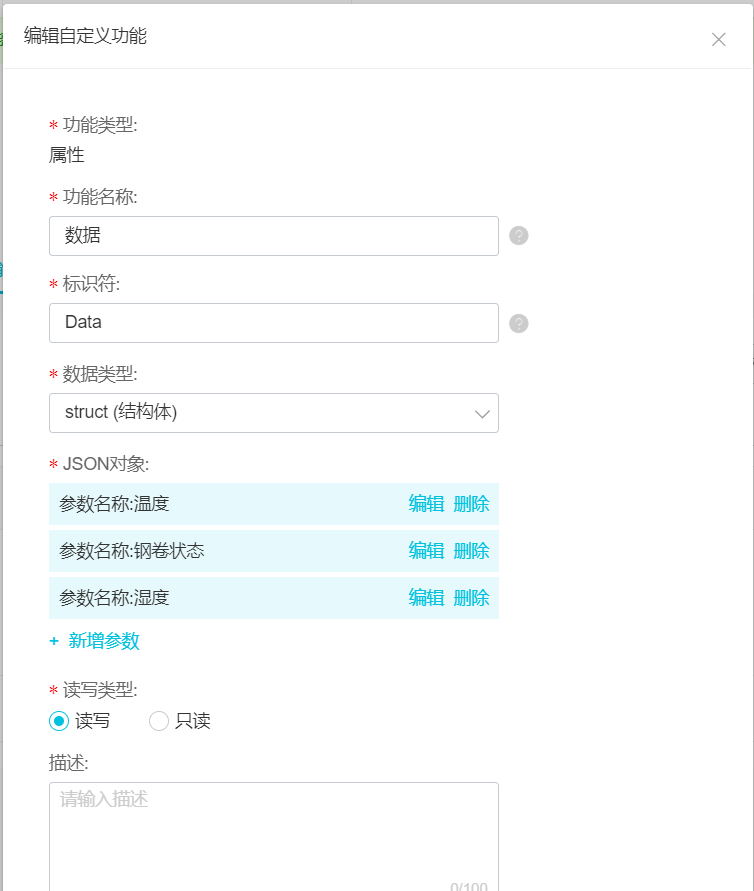 编辑自定义功能
* 功能类型:
属性
* 功能名称:
数据
* 标识符:
Data
* 数据类型:
struct (结构体)
* JSON对象:
参数名称:温度 编辑 删除
参数名称:钢卷状态 编辑 删除
参数名称:湿度 编辑 删除
+ 新增参数
* 读写类型:
读写 只读
描述:
请输入描述
0/100